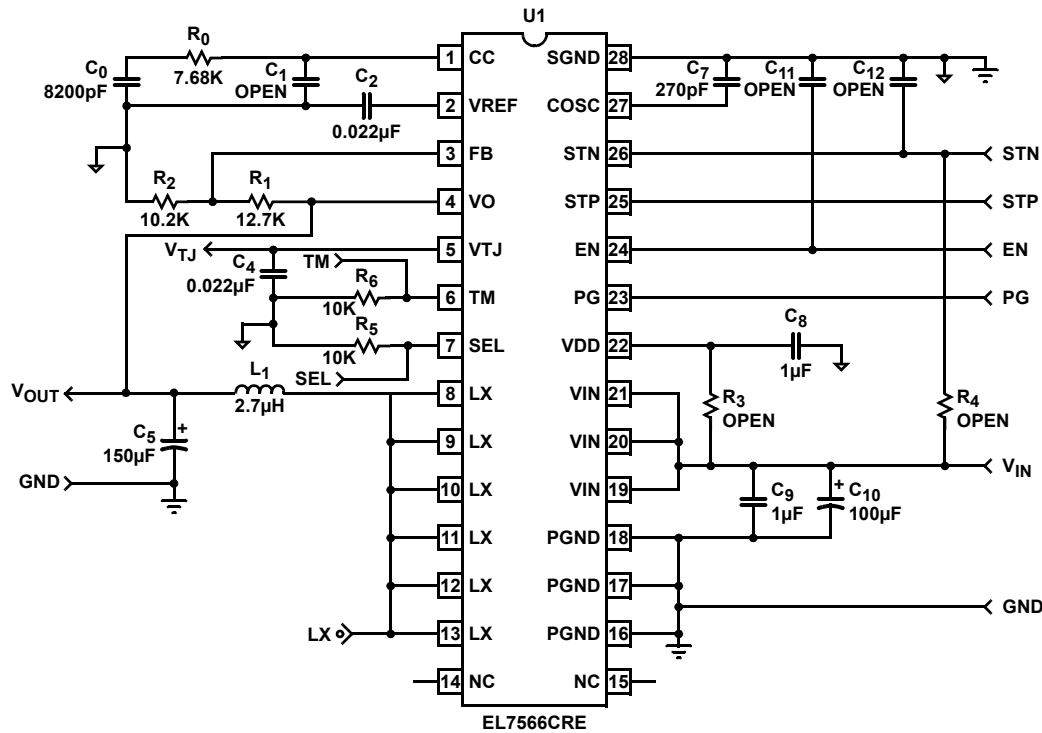 U1
R0
7.68K
C0
8200pF
C1
OPEN
C2
0.022µF
R2
10.2K
R1
12.7K
VTJ
C4
0.022µF
TM
R6
10K
R5
10K
SEL
VOUT
L1
2.7µH
C5
150µF
GND
LX
1 CC
2 VREF
3 FB
4 VO
5 VTJ
6 TM
7 SEL
8 LX
9 LX
10 LX
11 LX
12 LX
13 LX
14 NC
SGND 28
COSC 27
STN 26
STP 25
EN 24
PG 23
VDD 22
VIN 21
VIN 20
VIN 19
PGND 18
PGND 17
PGND 16
NC 15
C7
270pF
C11
OPEN
C12
OPEN
STN
STP
EN
PG
C8
1µF
R3
OPEN
R4
OPEN
VIN
C9
1µF
+
C10
100µF
+
GND
EL7566CRE